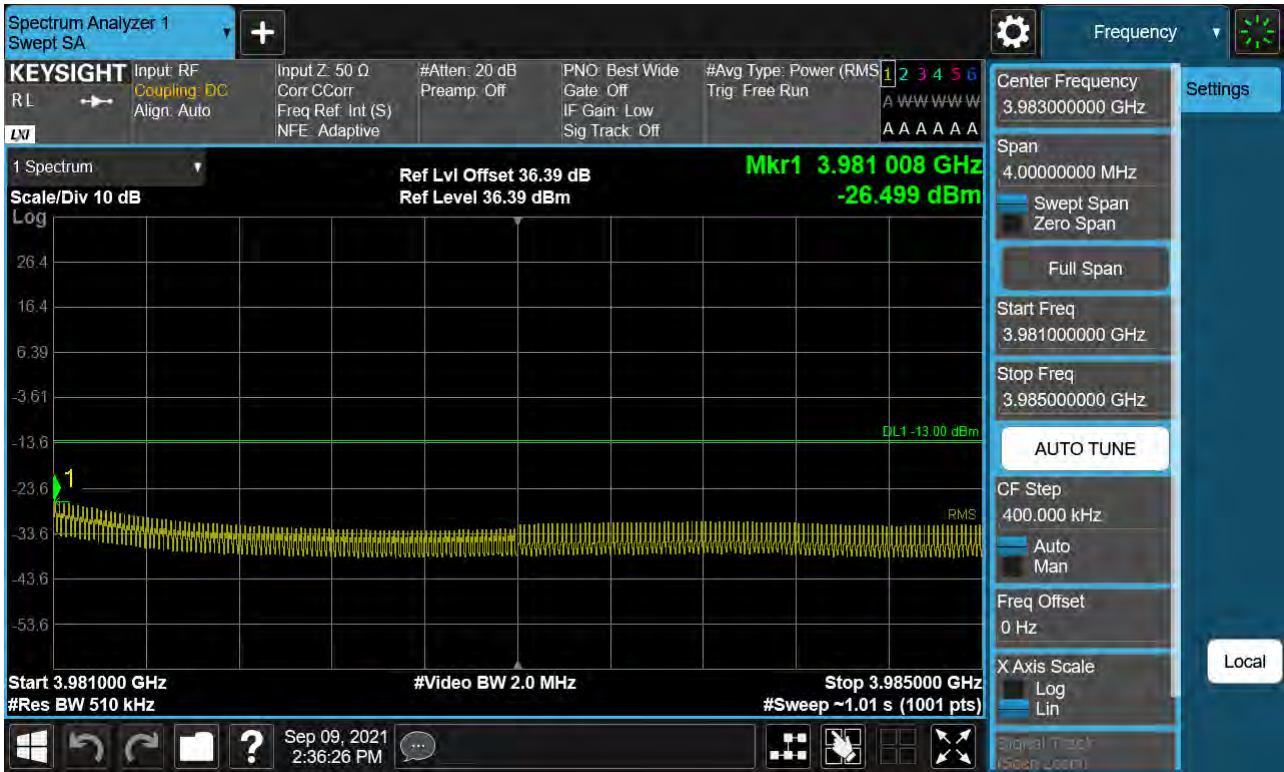 Spectrum Analyzer 1
Swept SA
+
Frequency
KEYSIGHT
RL
LXI
Input: RF
Coupling: DC
Align: Auto
Input Z: 50 Ω
Corr CCorr
Freq Ref: Int (S)
NFE: Adaptive
#Atten: 20 dB
Preamp: Off
PNO: Best Wide
Gate: Off
IF Gain: Low
Sig Track: Off
#Avg Type: Power (RMS
Trig: Free Run
1 2 3 4 5 6
A W W W W W
A A A A A A
1 Spectrum
Scale/Div 10 dB
Log
Ref Lvl Offset 36.39 dB
Ref Level 36.39 dBm
Mkr1 3.981 008 GHz
-26.499 dBm
26.4
16.4
6.39
-3.61
-13.6
-23.6
-33.6
-43.6
-53.6
DL1 -13.00 dBm
1
RMS
Start 3.981000 GHz
#Res BW 510 kHz
#Video BW 2.0 MHz
Stop 3.985000 GHz
#Sweep ~1.01 s (1001 pts)
Center Frequency
3.983000000 GHz
Span
4.00000000 MHz
Swept Span
Zero Span
Full Span
Start Freq
3.981000000 GHz
Stop Freq
3.985000000 GHz
AUTO TUNE
CF Step
400.000 kHz
Auto
Man
Freq Offset
0 Hz
X Axis Scale
Log
Lin
Signal Track
(Span Zoom)
Settings
Local
?
Sep 09, 2021
2:36:26 PM